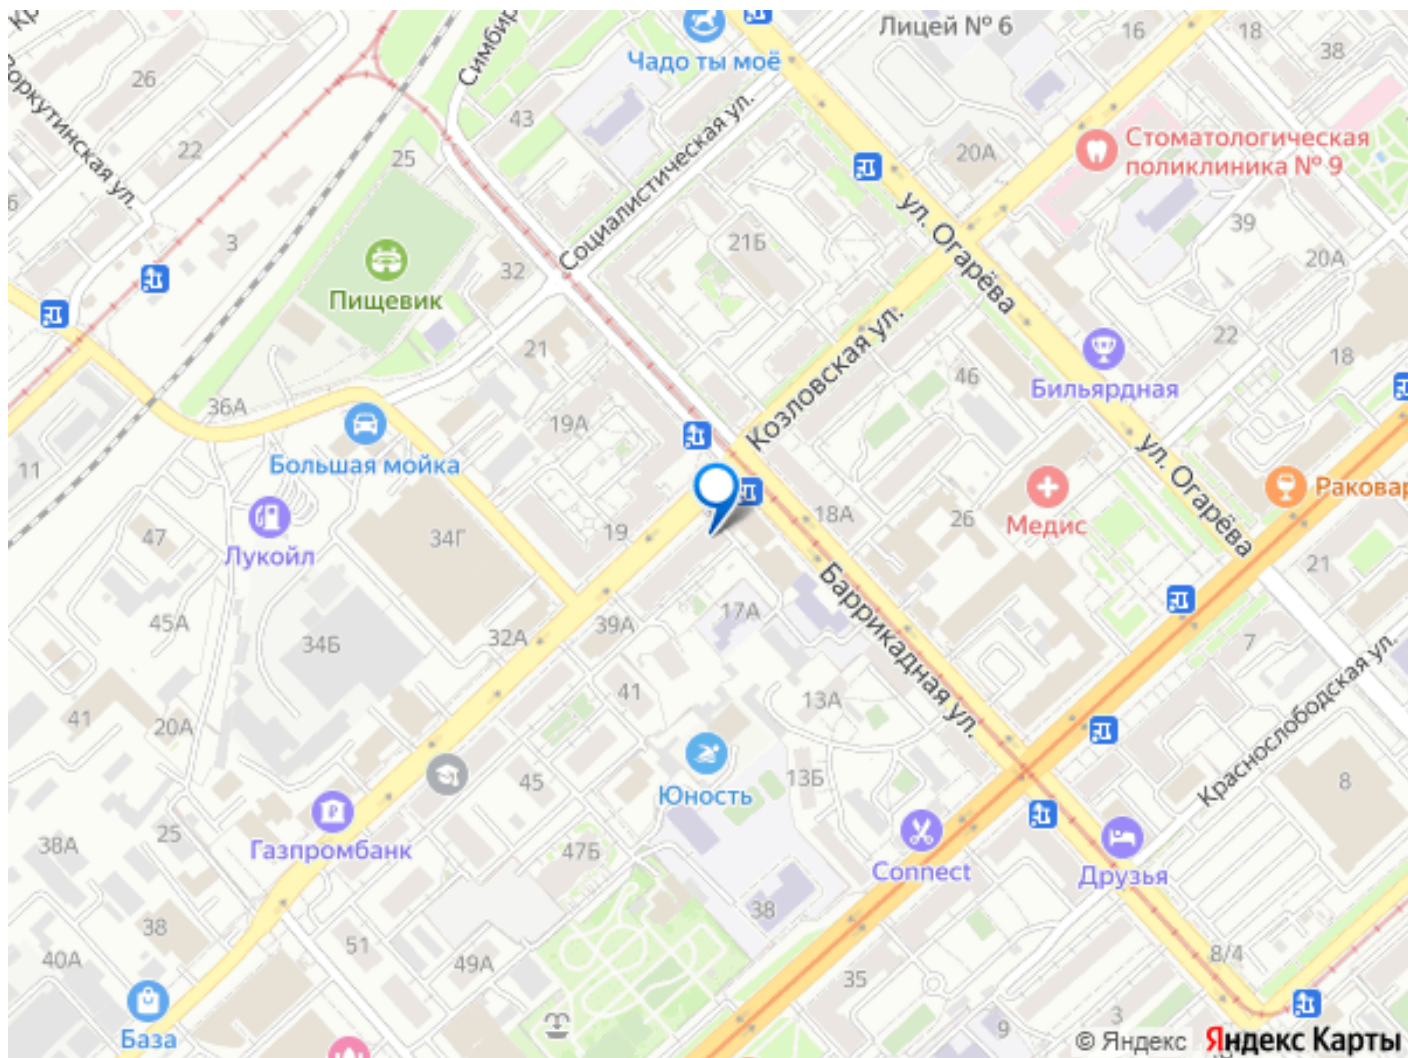 Лицей № 6
16
18
38
Симбир
Чадо ты моё
26
43
Воркутинская ул.
Социалистическая ул.
20А
Стоматологическая
поликлиника № 9
22
25
6
ул. Огарёва
39
3
21Б
32
20А
Пищевик
Козловская ул.
22
21
18
46
Бильярдная
36А
19А
11
Большая мойка
ул. Огарёва
Раковар
47
34Г
19
18А
26
Медис
Лукойл
21
Баррикадная ул.
45А
39А
17А
32А
34Б
7
Краснослободская ул.
41
13А
41
20А
45
13Б
8
Юность
25
38А
Газпромбанк
47Б
Connect
Друзья
38
38
51
49А
40А
35
8/4
3
9
База
© Яндекс
Яндекс Карты